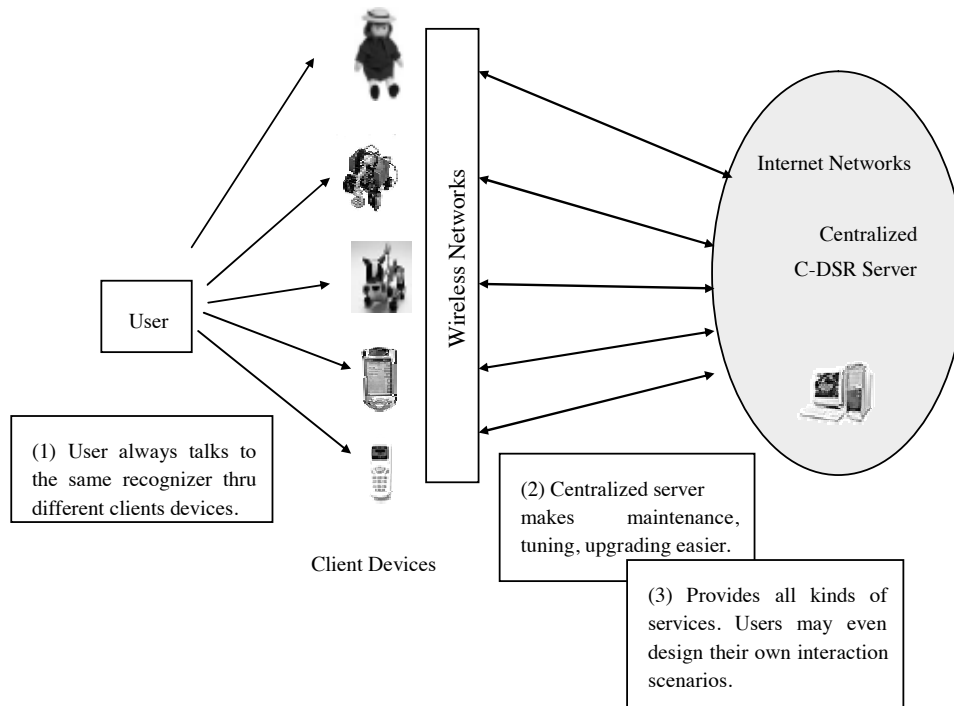 Internet Networks
Centralized
C-DSR Server
Wireless Networks
User
(1) User always talks to
the same recognizer thru
different clients devices.
Client Devices
(2) Centralized server
makes maintenance,
tuning, upgrading easier.
(3) Provides all kinds of
services. Users may even
design their own interaction
scenarios.